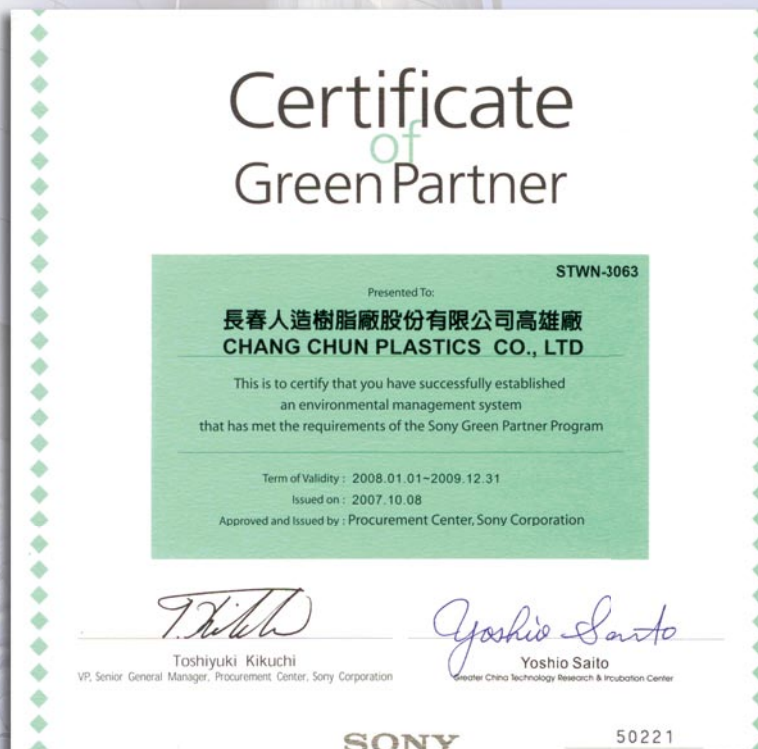 Certificate
of
Green Partner
STWN-3063
Presented To:
長春人造樹脂廠股份有限公司高雄廠
CHANG CHUN PLASTICS CO., LTD
This is to certify that you have successfully established
an environmental management system
that has met the requirements of the Sony Green Partner Program
Term of Validity : 2008.01.01~2009.12.31
Issued on : 2007.10.08
Approved and Issued by : Procurement Center, Sony Corporation
T. Kikuchi
Yoshio Saito
Toshiyuki Kikuchi
Yoshio Saito
VP, Senior General Manager, Procurement Center, Sony Corporation
Greater China Technology Research & Incubation Center
SONY
50221